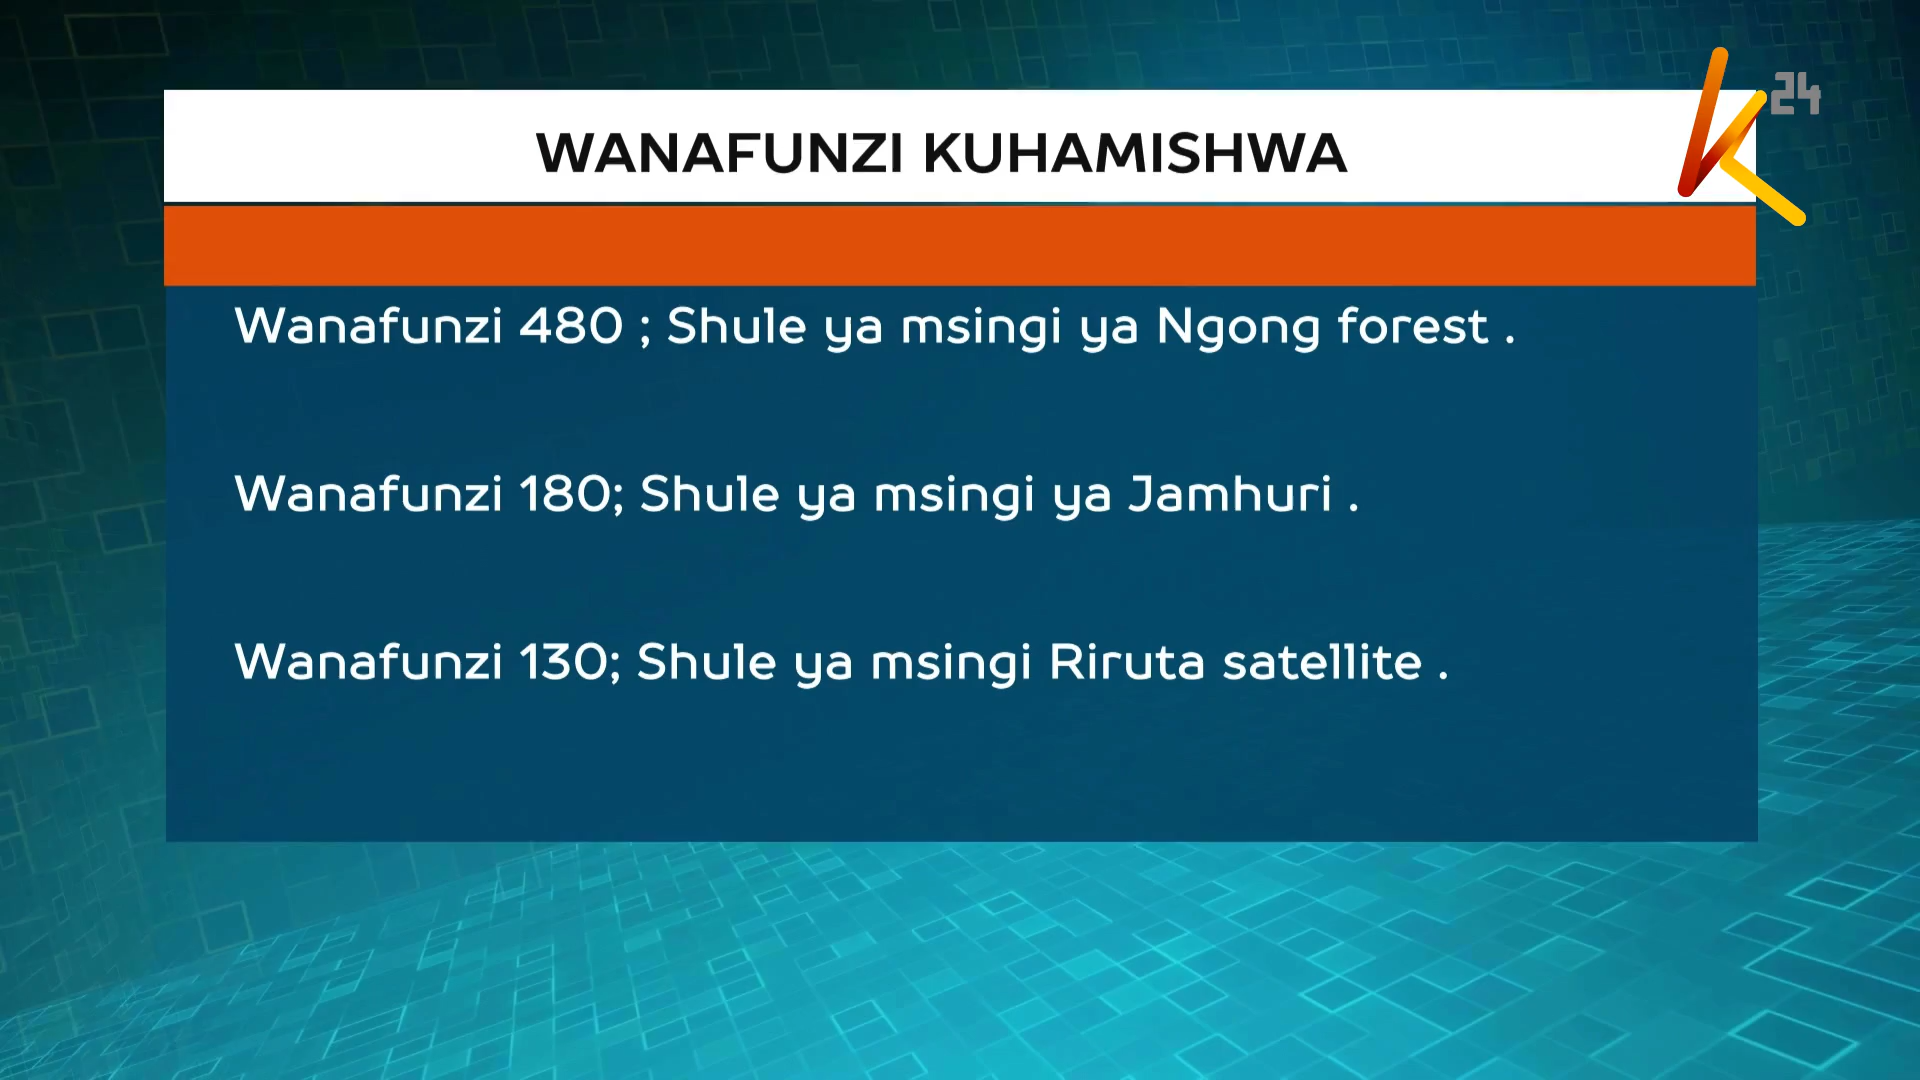 WANAFUNZI KUHAMISHWA
K24
Wanafunzi 480 ; Shule ya msingi ya Ngong forest .
Wanafunzi 180; Shule ya msingi ya Jamhuri .
Wanafunzi 130; Shule ya msingi Riruta satellite .